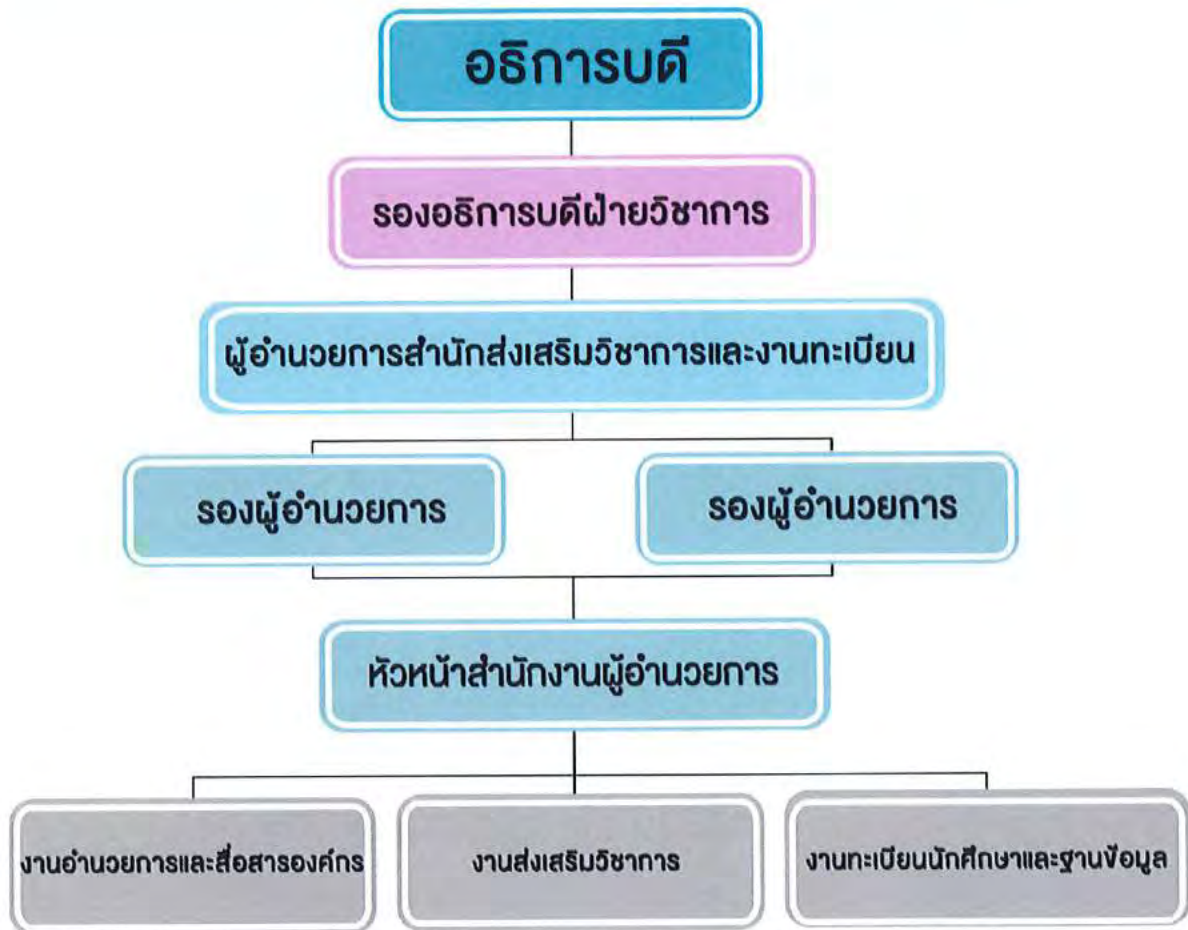 อธิการบดี
รองอธิการบดีฝ่ายวิชาการ
ผู้อำนวยการสำนักส่งเสริมวิชาการและงานทะเบียน
รองผู้อำนวยการ
รองผู้อำนวยการ
หัวหน้าสำนักงานผู้อำนวยการ
งานอำนวยการและสื่อสารองค์กร
งานส่งเสริมวิชาการ
งานทะเบียนนักศึกษาและฐานข้อมูล